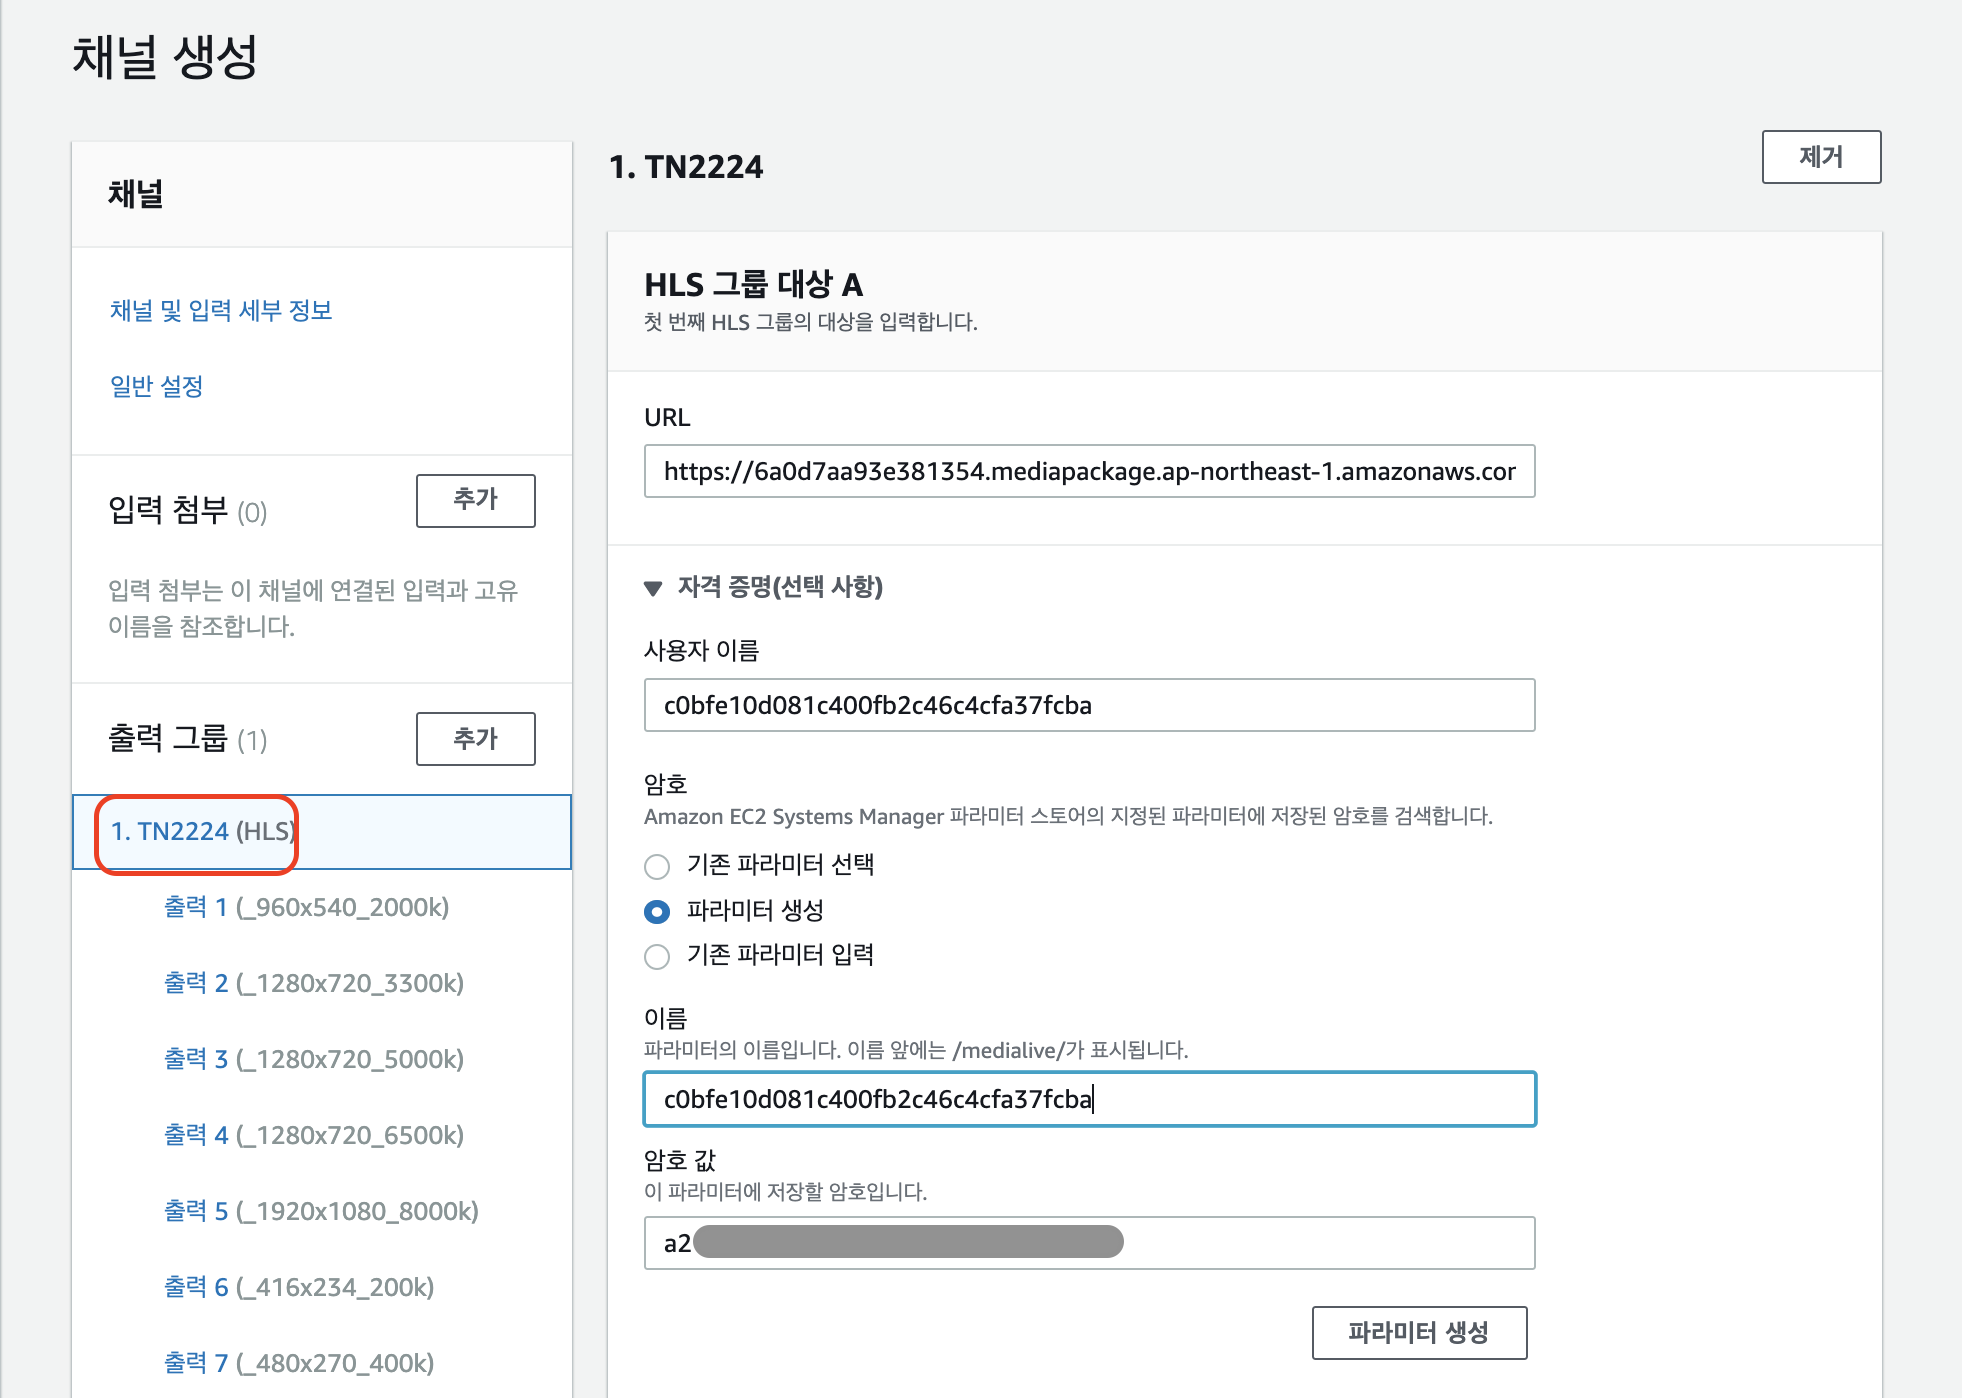 채널 생성
채널
채널 및 입력 세부 정보
일반 설정
입력 첨부 (0)
추가
입력 첨부는 이 채널에 연결된 입력과 고유
이름을 참조합니다.
출력 그룹 (1)
추가
1. TN2224 (HLS)
출력 1 (_960x540_2000k)
출력 2 (_1280x720_3300k)
출력 3 (_1280x720_5000k)
출력 4 (_1280x720_6500k)
출력 5 (_1920x1080_8000k)
출력 6 (_416x234_200k)
출력 7 (_480x270_400k)
1. TN2224
제거
HLS 그룹 대상 A
첫 번째 HLS 그룹의 대상을 입력합니다.
URL
https://6a0d7aa93e381354.mediapackage.ap-northeast-1.amazonaws.cor
▼ 자격 증명(선택 사항)
사용자 이름
c0bfe10d081c400fb2c46c4cfa37fcba
암호
Amazon EC2 Systems Manager 파라미터 스토어의 지정된 파라미터에 저장된 암호를 검색합니다.
기존 파라미터 선택
파라미터 생성
기존 파라미터 입력
이름
파라미터의 이름입니다. 이름 앞에는 /medialive/가 표시됩니다.
c0bfe10d081c400fb2c46c4cfa37fcba
암호 값
이 파라미터에 저장할 암호입니다.
a2
파라미터 생성